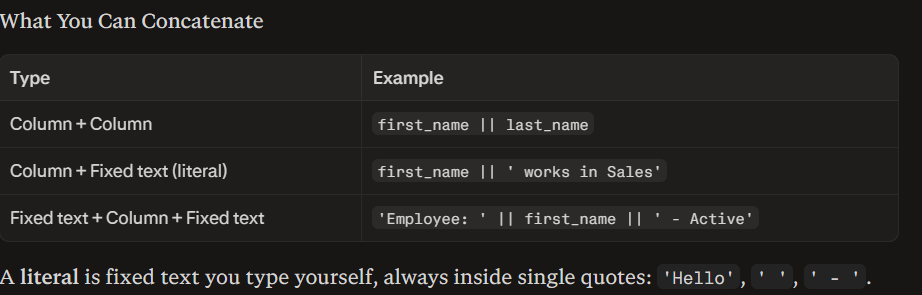 What You Can Concatenate
Type Example
Column + Column first_name || last_name
Column + Fixed text (literal) first_name || ' works in Sales'
Fixed text + Column + Fixed text 'Employee: ' || first_name || ' - Active'
A literal is fixed text you type yourself, always inside single quotes: 'Hello', ' ', ' - '.